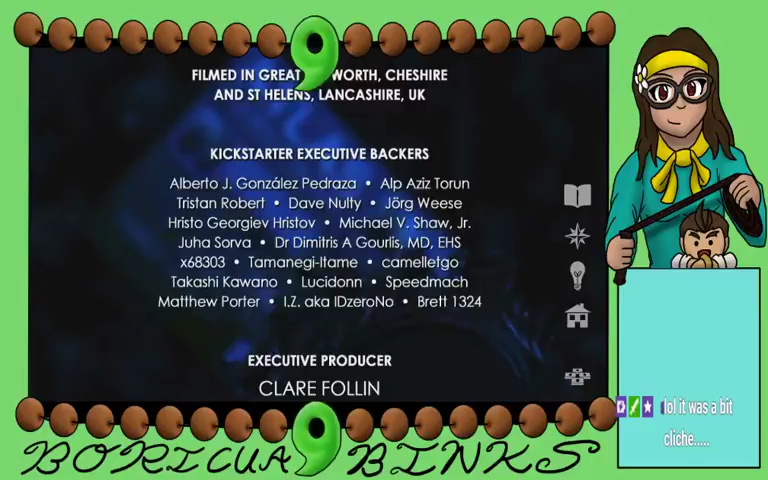 FILMED IN GREAT WORTH, CHESHIRE
AND ST HELENS, LANCASHIRE, UK
KICKSTARTER EXECUTIVE BACKERS
Alberto J. González Pedraza • Alp Aziz Torun
Tristan Robert • Dave Nulty • Jörg Weese
Hristo Georgiev Hristov • Michael V. Shaw, Jr.
Juha Sorva • Dr Dimitris A Gourlis, MD, EHS
x68303 • Tamanegi-Itame • camelletgo
Takashi Kawano • Lucidonn • Speedmach
Matthew Porter • I.Z. aka IDzeroNo • Brett 1324
EXECUTIVE PRODUCER
CLARE FOLLIN
lol it was a bit
cliche.....
BORICUA BINKS